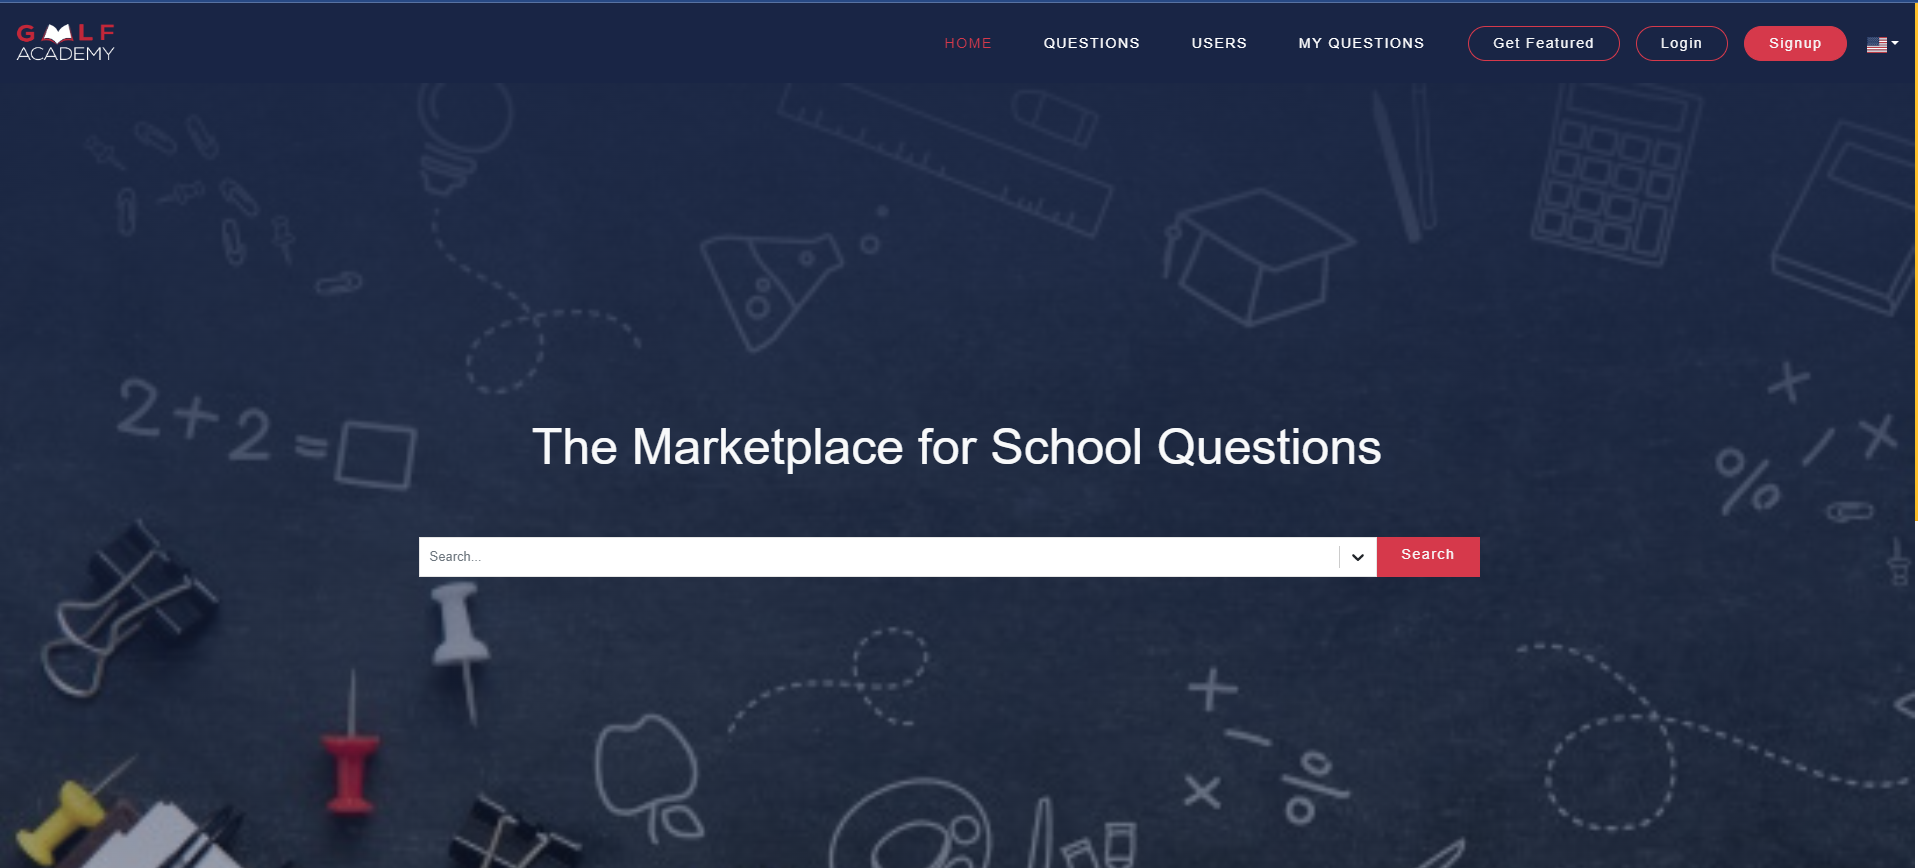 G LF
ACADEMY
HOME QUESTIONS USERS MY QUESTIONS Get Featured Login Signup
2 + 2 =
The Marketplace for School Questions
Search... Search
+ − × %
+ − × %